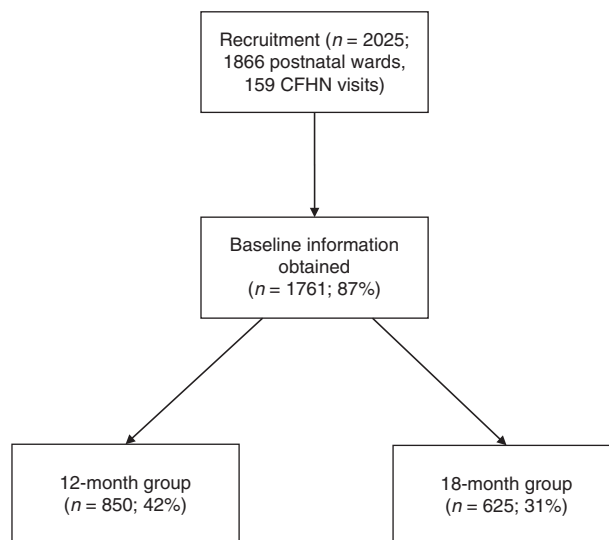 Recruitment (n = 2025;
1866 postnatal wards,
159 CFHN visits)
Baseline information
obtained
(n = 1761; 87%)
12-month group
(n = 850; 42%)
18-month group
(n = 625; 31%)